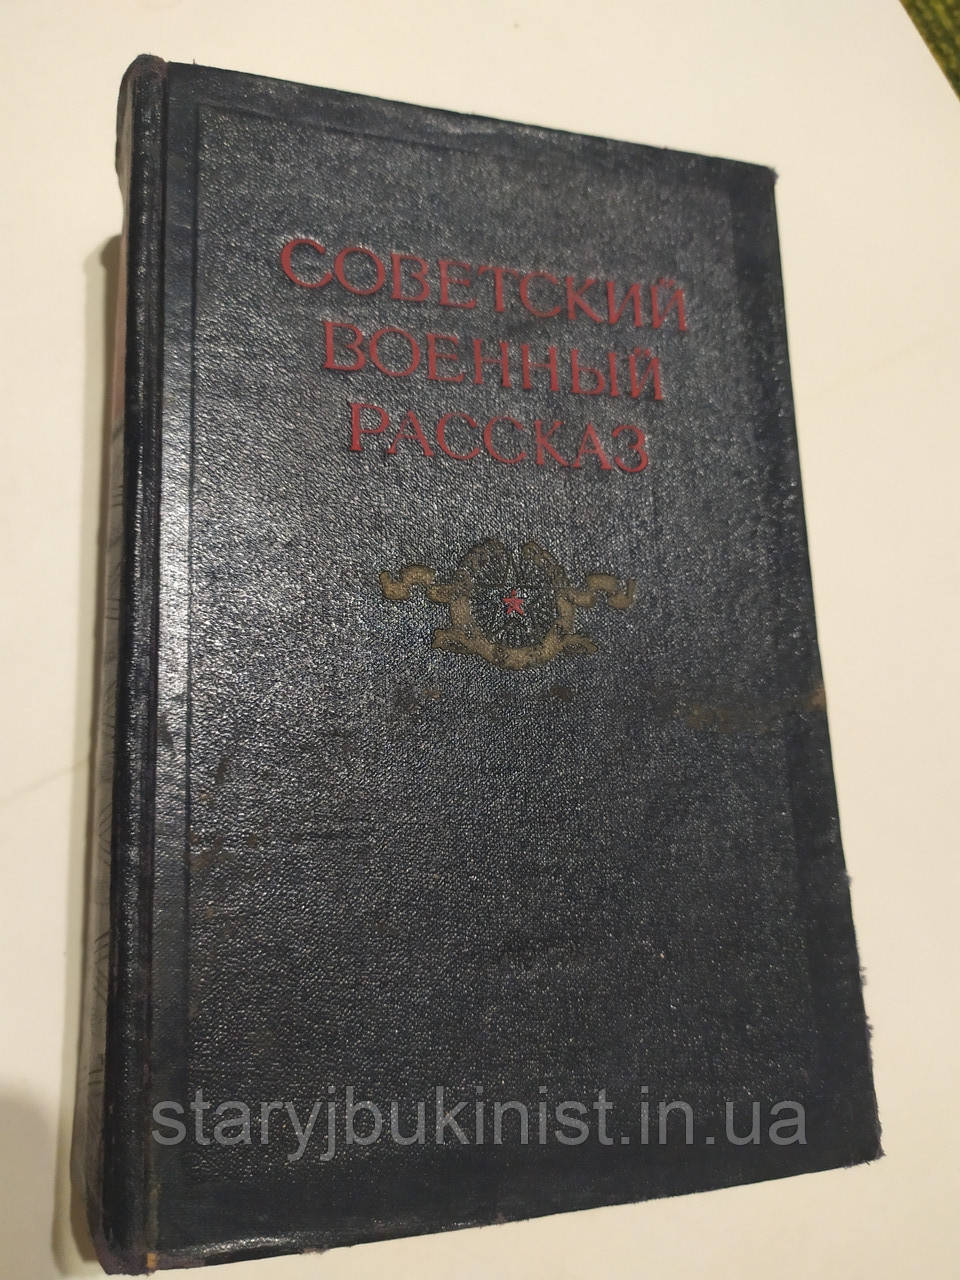 СОВЕТСКИЙ
ВОЕННЫЙ
РАССКАЗ
staryjbukinist.in.ua